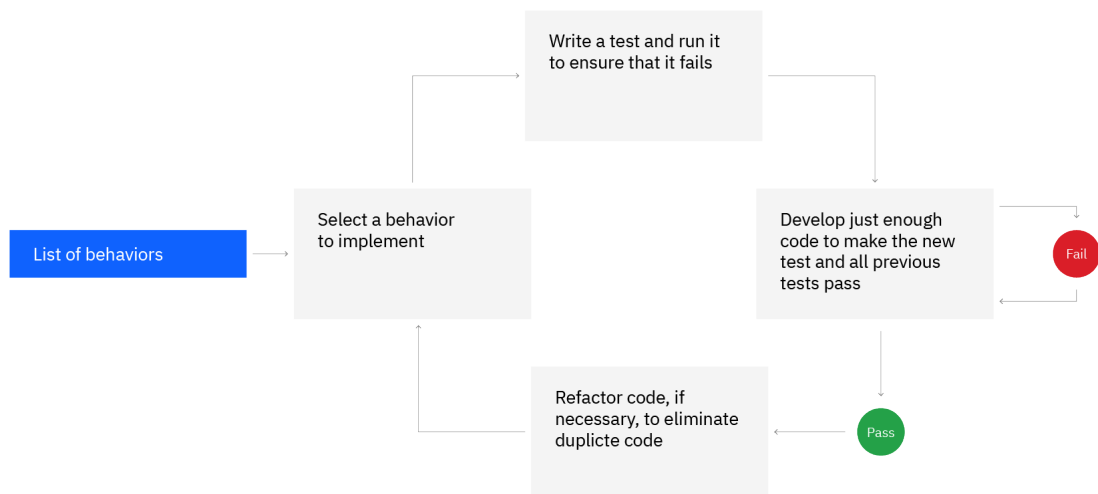 Write a test and run it
to ensure that it fails
List of behaviors
Select a behavior
to implement
Develop just enough
code to make the new
test and all previous
tests pass
Fail
Pass
Refactor code, if
necessary, to eliminate
duplicte code